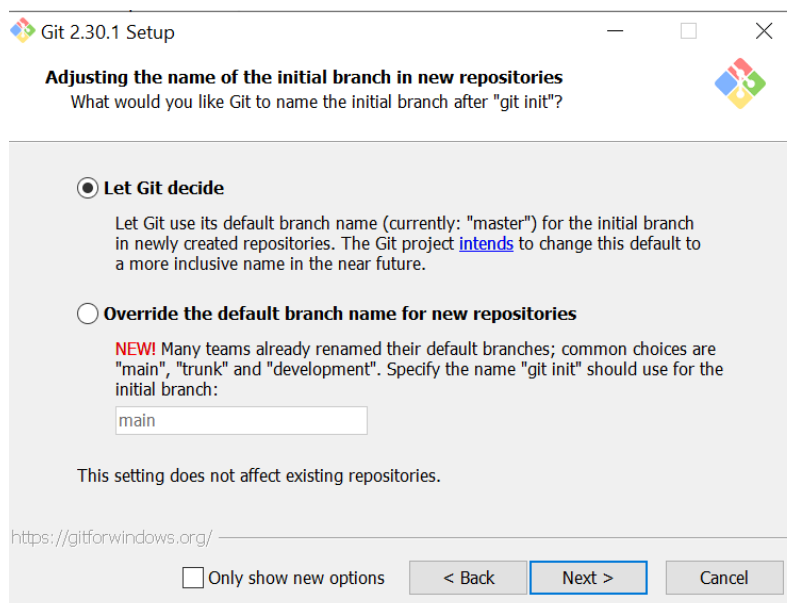 Git 2.30.1 Setup
Adjusting the name of the initial branch in new repositories
What would you like Git to name the initial branch after "git init"?
Let Git decide
Let Git use its default branch name (currently: "master") for the initial branch
in newly created repositories. The Git project intends to change this default to
a more inclusive name in the near future.
Override the default branch name for new repositories
NEW! Many teams already renamed their default branches; common choices are
"main", "trunk" and "development". Specify the name "git init" should use for the
initial branch:
main
This setting does not affect existing repositories.
https://gitforwindows.org/
Only show new options
< Back
Next >
Cancel